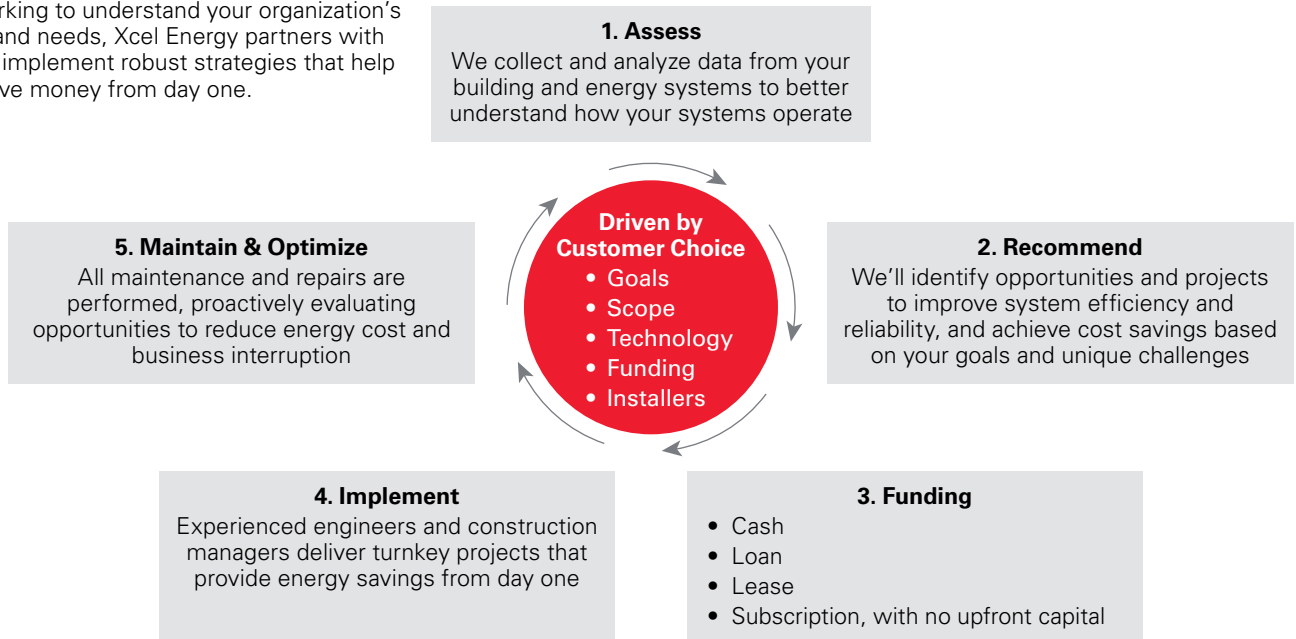 to understand your organization's
and needs, Xcel Energy partners with
implement robust strategies that help
money from day one.
1. Assess
We collect and analyze data from your
building and energy systems to better
understand how your systems operate
Driven by
Customer Choice
• Goals
• Scope
• Technology
• Funding
• Installers
2. Recommend
We'll identify opportunities and projects
to improve system efficiency and
reliability, and achieve cost savings based
on your goals and unique challenges
3. Funding
• Cash
• Loan
• Lease
• Subscription, with no upfront capital
4. Implement
Experienced engineers and construction
managers deliver turnkey projects that
provide energy savings from day one
5. Maintain & Optimize
All maintenance and repairs are
performed, proactively evaluating
opportunities to reduce energy cost and
business interruption